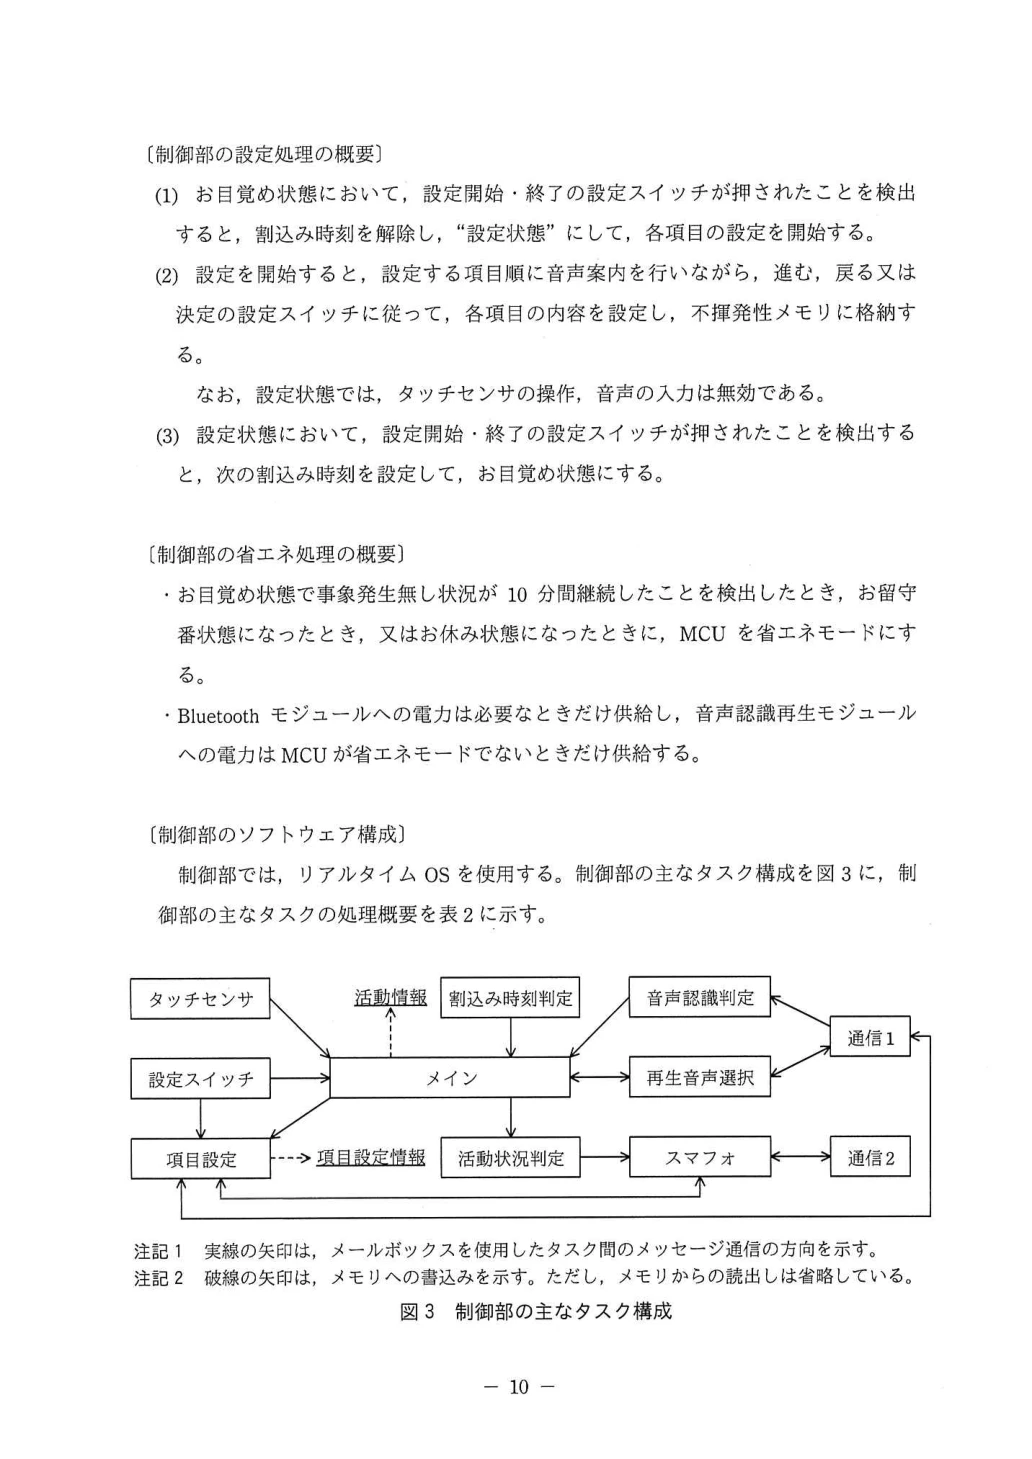 〔制御部の設定処理の概要〕
(1) お目覚め状態において，設定開始・終了の設定スイッチが押されたことを検出
すると，割込み時刻を解除し，“設定状態”にして，各項目の設定を開始する。
(2) 設定を開始すると，設定する項目順に音声案内を行いながら，進む，戻る又は
決定の設定スイッチに従って，各項目の内容を設定し，不揮発性メモリに格納す
る。
なお，設定状態では，タッチセンサの操作，音声の入力は無効である。
(3) 設定状態において，設定開始・終了の設定スイッチが押されたことを検出する
と，次の割込み時刻を設定して，お目覚め状態にする。
〔制御部の省エネ処理の概要〕
・お目覚め状態で事象発生無し状況が 10 分間継続したことを検出したとき，お留守
番状態になったとき，又はお休み状態になったときに，MCU を省エネモードにす
る。
・Bluetooth モジュールへの電力は必要なときだけ供給し，音声認識再生モジュール
への電力は MCU が省エネモードでないときだけ供給する。
〔制御部のソフトウェア構成〕
制御部では，リアルタイム OS を使用する。制御部の主なタスク構成を図 3 に，制
御部の主なタスクの処理概要を表 2 に示す。
タッチセンサ
活動情報
割込み時刻判定
音声認識判定
通信 1
設定スイッチ
メイン
再生音声選択
項目設定
項目設定情報
活動状況判定
スマフォ
通信 2
注記 1 実線の矢印は，メールボックスを使用したタスク間のメッセージ通信の方向を示す。
注記 2 破線の矢印は，メモリへの書込みを示す。ただし，メモリからの読出しは省略している。
図 3 制御部の主なタスク構成
－ 10 －